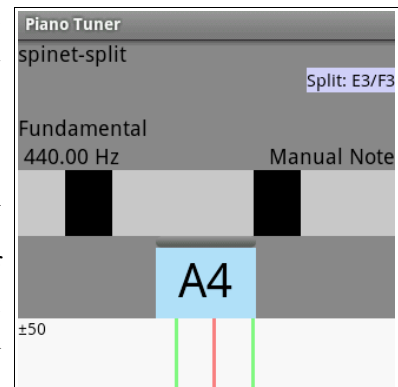 Piano Tuner
spinet-split
Split: E3/F3
Fundamental
440.00 Hz Manual Note
A4
±50